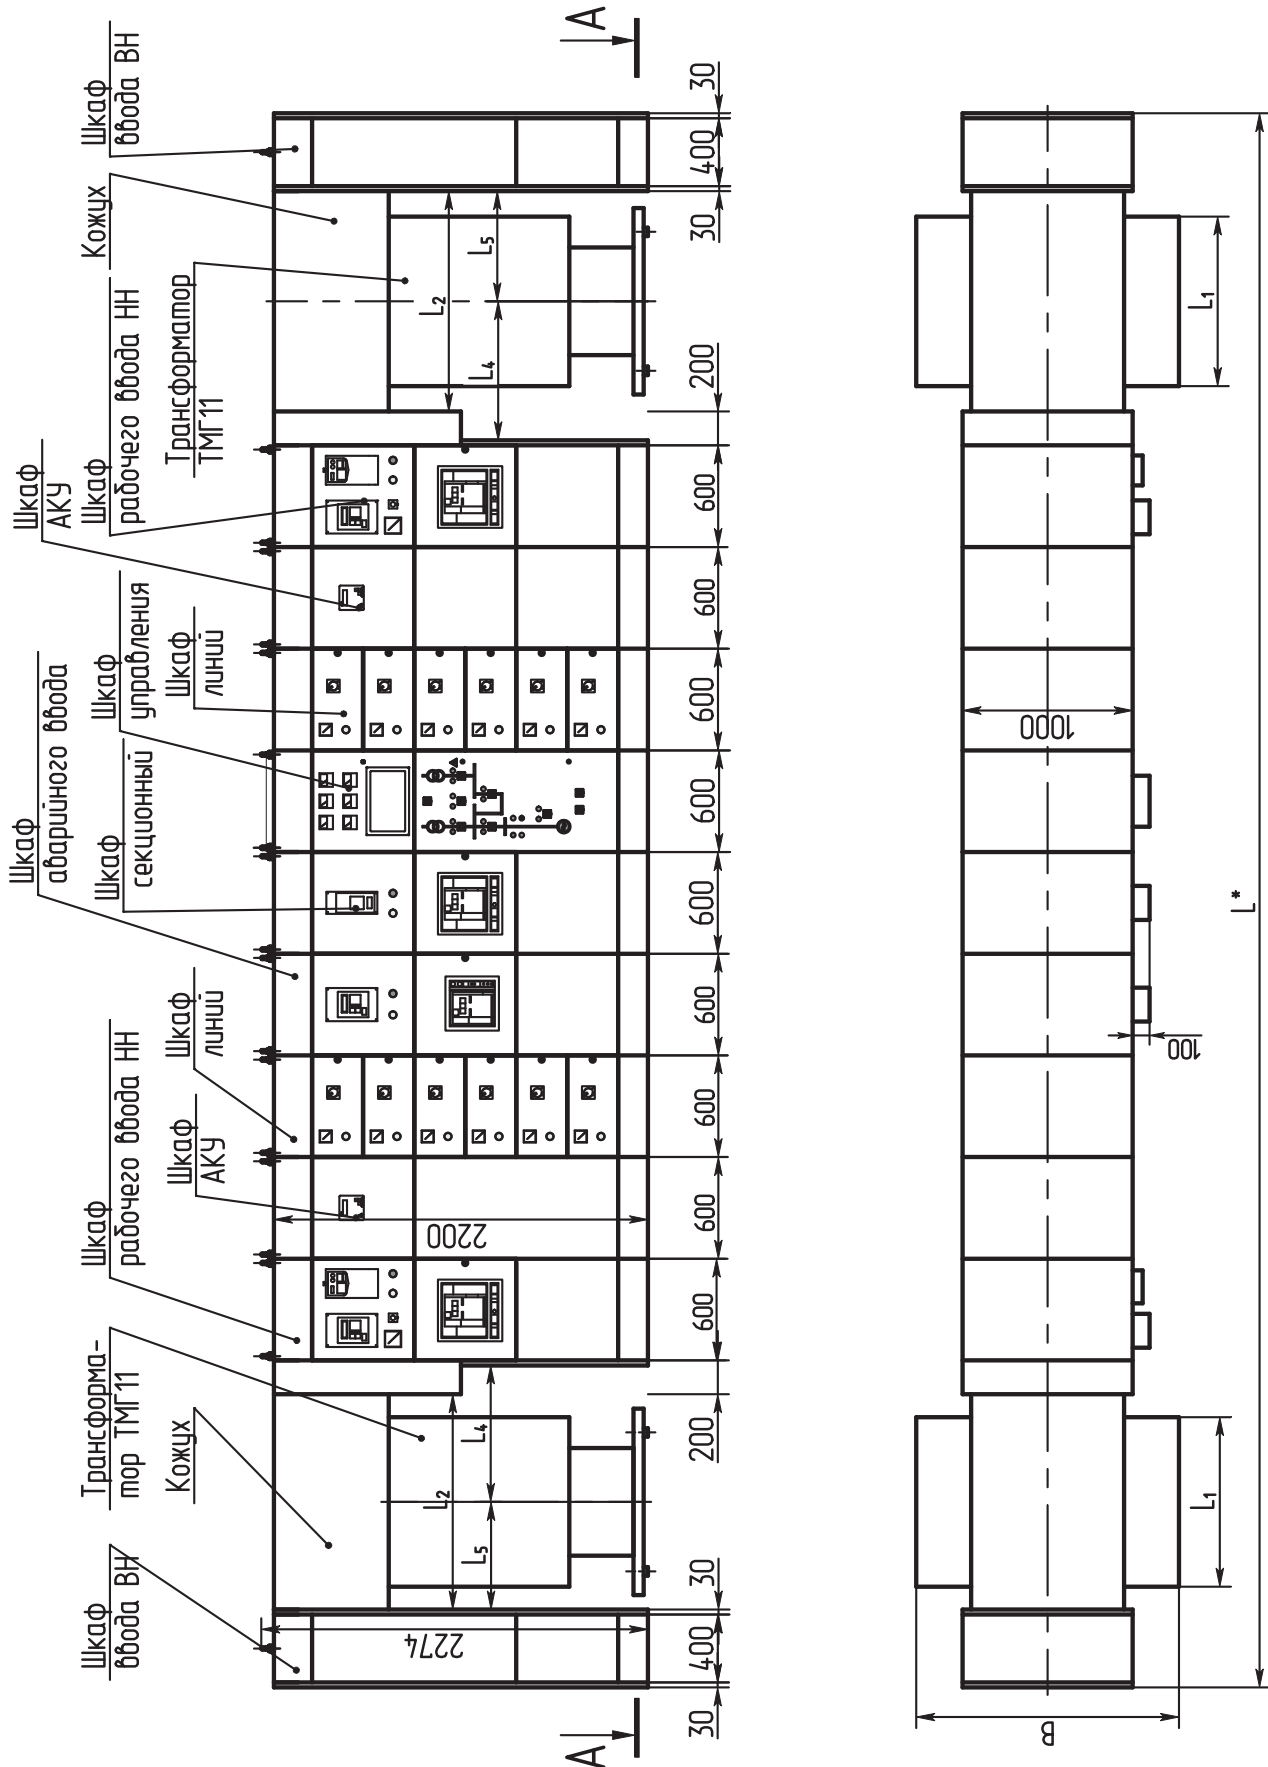 Шкаф
ввода ВН
Кожух
Трансформа-
тор ТМГ11
Шкаф
рабочего ввода НН
Шкаф
АКУ
Шкаф
линий
Шкаф
аварийного ввода
Шкаф
секционный
Шкаф
управления
Шкаф
линий
Шкаф
АКУ
Шкаф
рабочего ввода НН
Трансформатор
ТМГ11
Кожух
Шкаф
ввода ВН
2274
2200
L2
L5
L4
L2
L4
L5
А
А
30
400
30
200
600
600
600
600
600
600
600
600
600
200
30
400
30
В
L1
100
1000
L1
L*